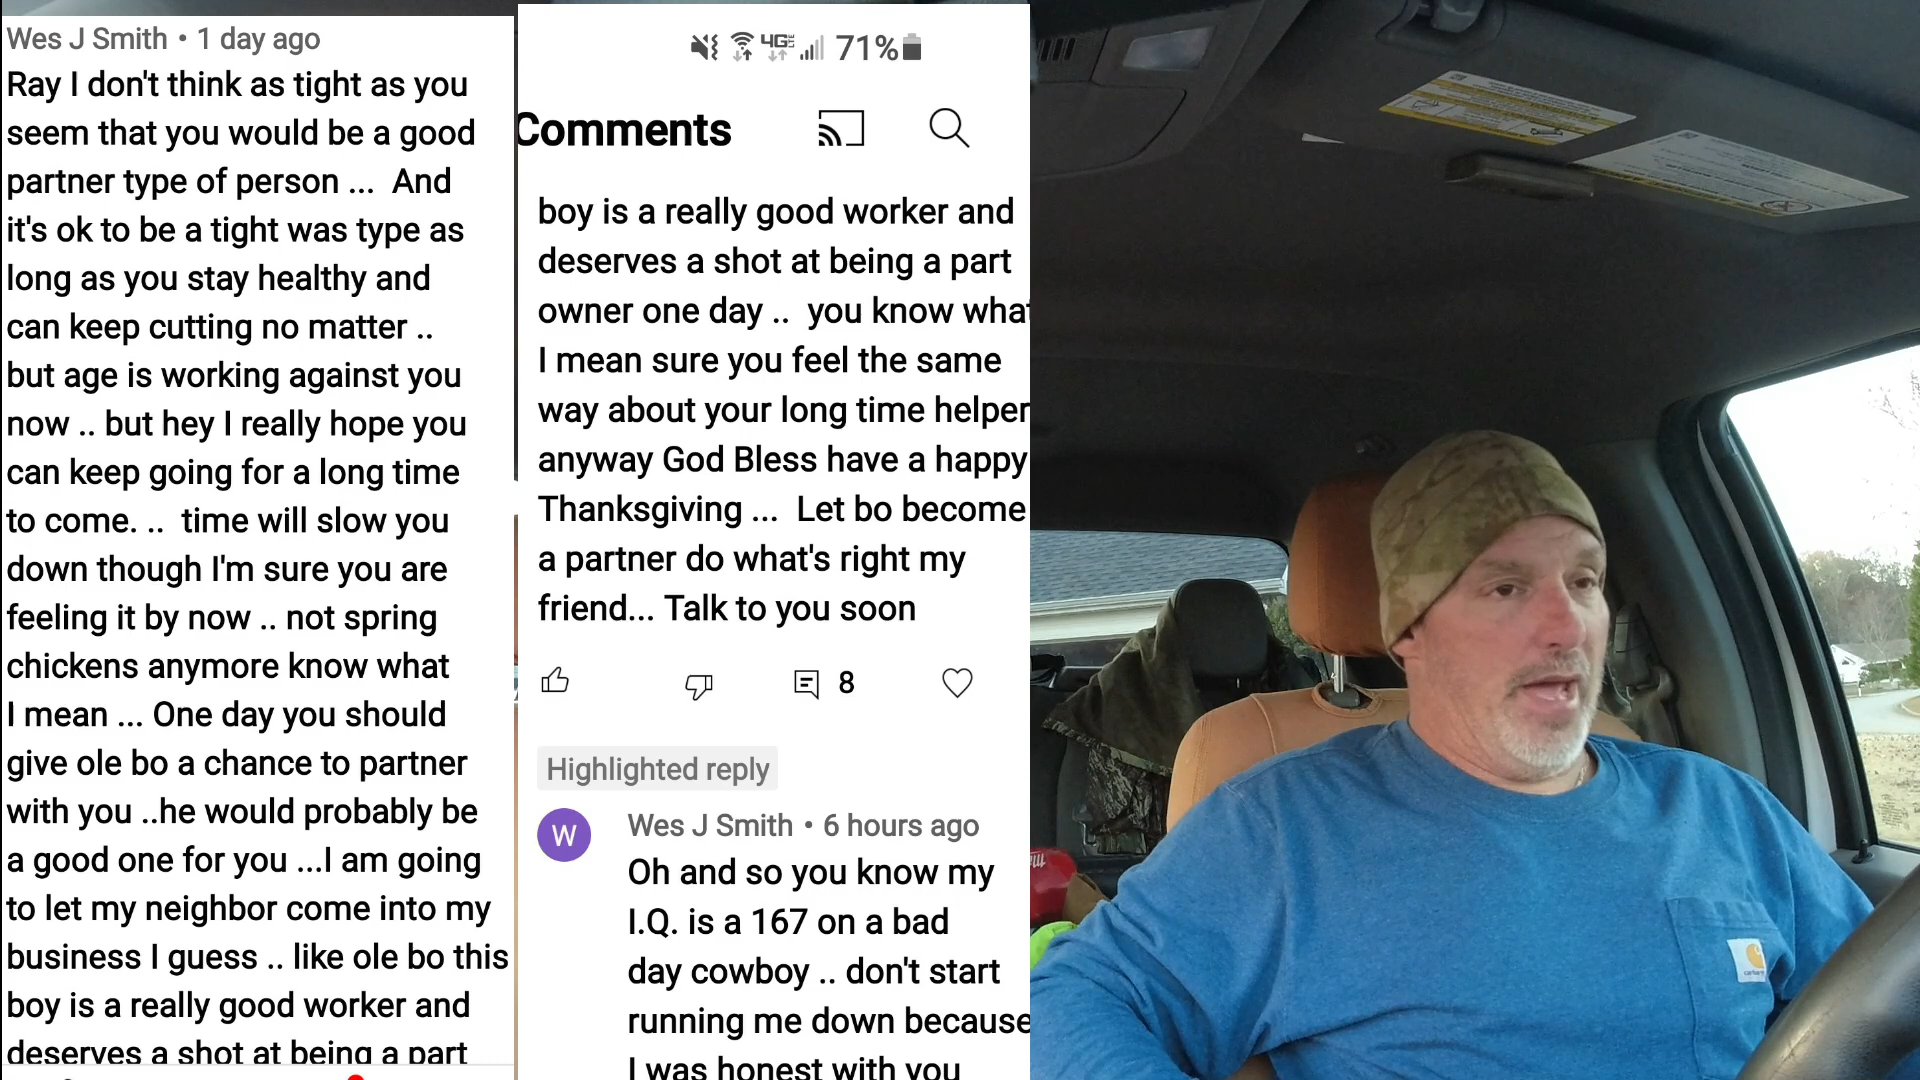 Wes J Smith • 1 day ago
Ray I don't think as tight as you
seem that you would be a good
partner type of person ...  And
it's ok to be a tight was type as
long as you stay healthy and
can keep cutting no matter ..
but age is working against you
now .. but hey I really hope you
can keep going for a long time
to come. ..  time will slow you
down though I'm sure you are
feeling it by now .. not spring
chickens anymore know what
I mean ... One day you should
give ole bo a chance to partner
with you ..he would probably be
a good one for you ...I am going
to let my neighbor come into my
business I guess .. like ole bo this
boy is a really good worker and
deserves a shot at being a part
4G 71%
Comments
boy is a really good worker and
deserves a shot at being a part
owner one day ..  you know what
I mean sure you feel the same
way about your long time helper
anyway God Bless have a happy
Thanksgiving ...  Let bo become
a partner do what's right my
friend... Talk to you soon
8
Highlighted reply
W
Wes J Smith • 6 hours ago
Oh and so you know my
I.Q. is a 167 on a bad
day cowboy .. don't start
running me down because
I was honest with you